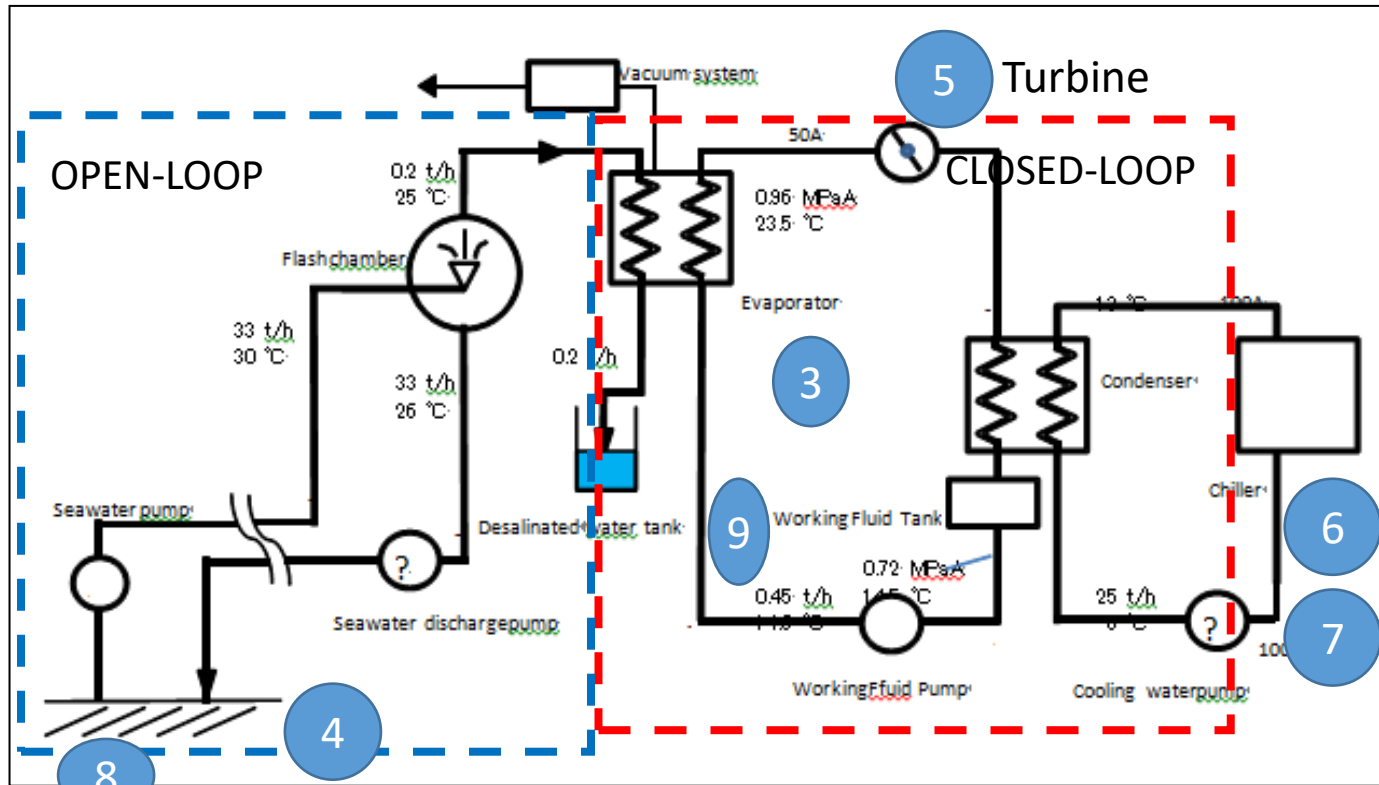 Vacuum system
5 Turbine
50A
OPEN-LOOP
CLOSED-LOOP
0.2 t/h
25 °C
0.96 MPaA
23.5 °C
Flash chamber
Evaporator
33 t/h
30 °C
0.2 /h
33 t/h
26 °C
3
Condenser
Chiller
Seawater pump
Desalinated water tank
9
Working Fluid Tank
6
?
0.72 MPaA
0.45 t/h
°C
25 t/h
°C
?
7
Seawater discharge pump
Working Ffuid Pump
Cooling water pump
4
8